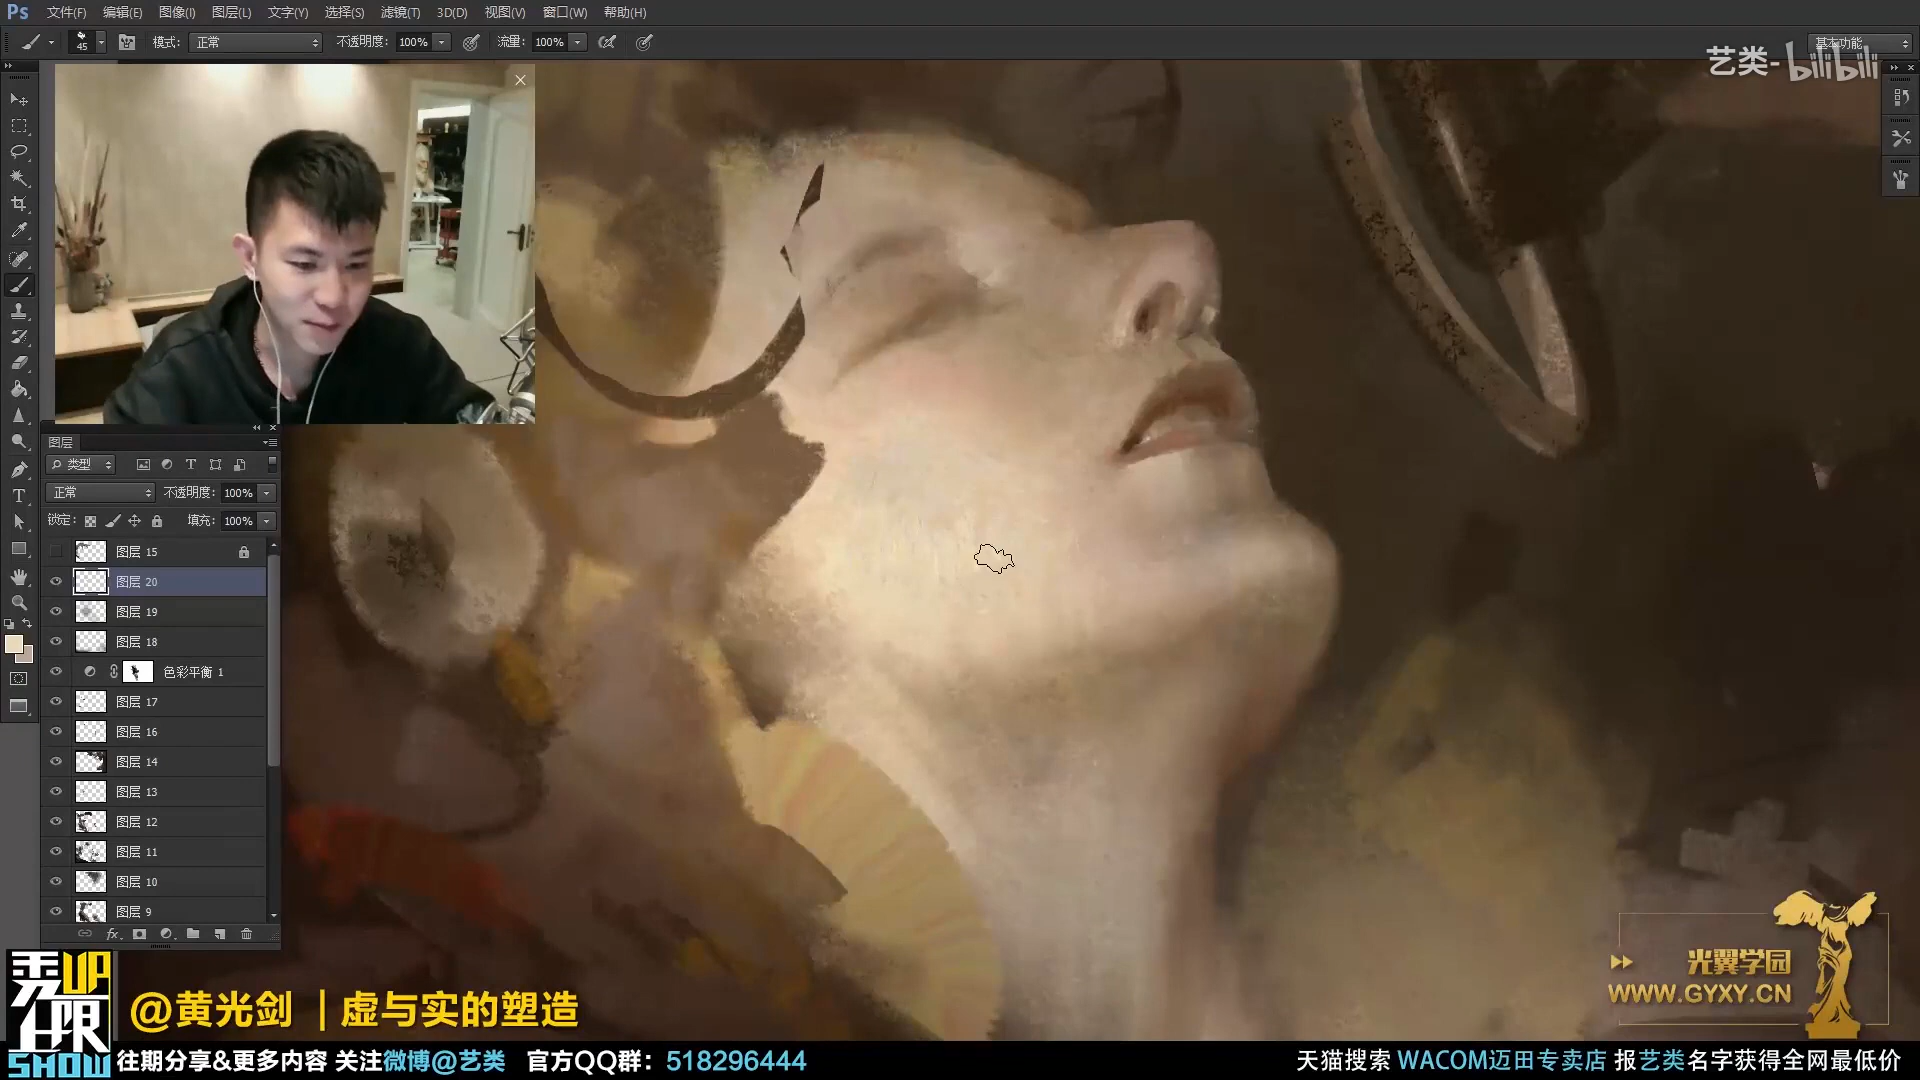 Ps 文件(F) 编辑(E) 图像(I) 图层(L) 文字(Y) 选择(S) 滤镜(T) 3D(D) 视图(V) 窗口(W) 帮助(H)
45 模式: 正常 不透明度: 100% 流量: 100% 基本功能
艺类- bilibili
图层
类型
正常 不透明度: 100%
锁定: 填充: 100%
图层 15
图层 20
图层 19
图层 18
色彩平衡 1
图层 17
图层 16
图层 14
图层 13
图层 12
图层 11
图层 10
图层 9
fx
光翼学园
WWW.GYXY.CN
秀UP
HR
SHOW
@黄光剑 | 虚与实的塑造
往期分享&更多内容 关注微博@艺类 官方QQ群：518296444
天猫搜索 WACOM迈田专卖店 报艺类名字获得全网最低价